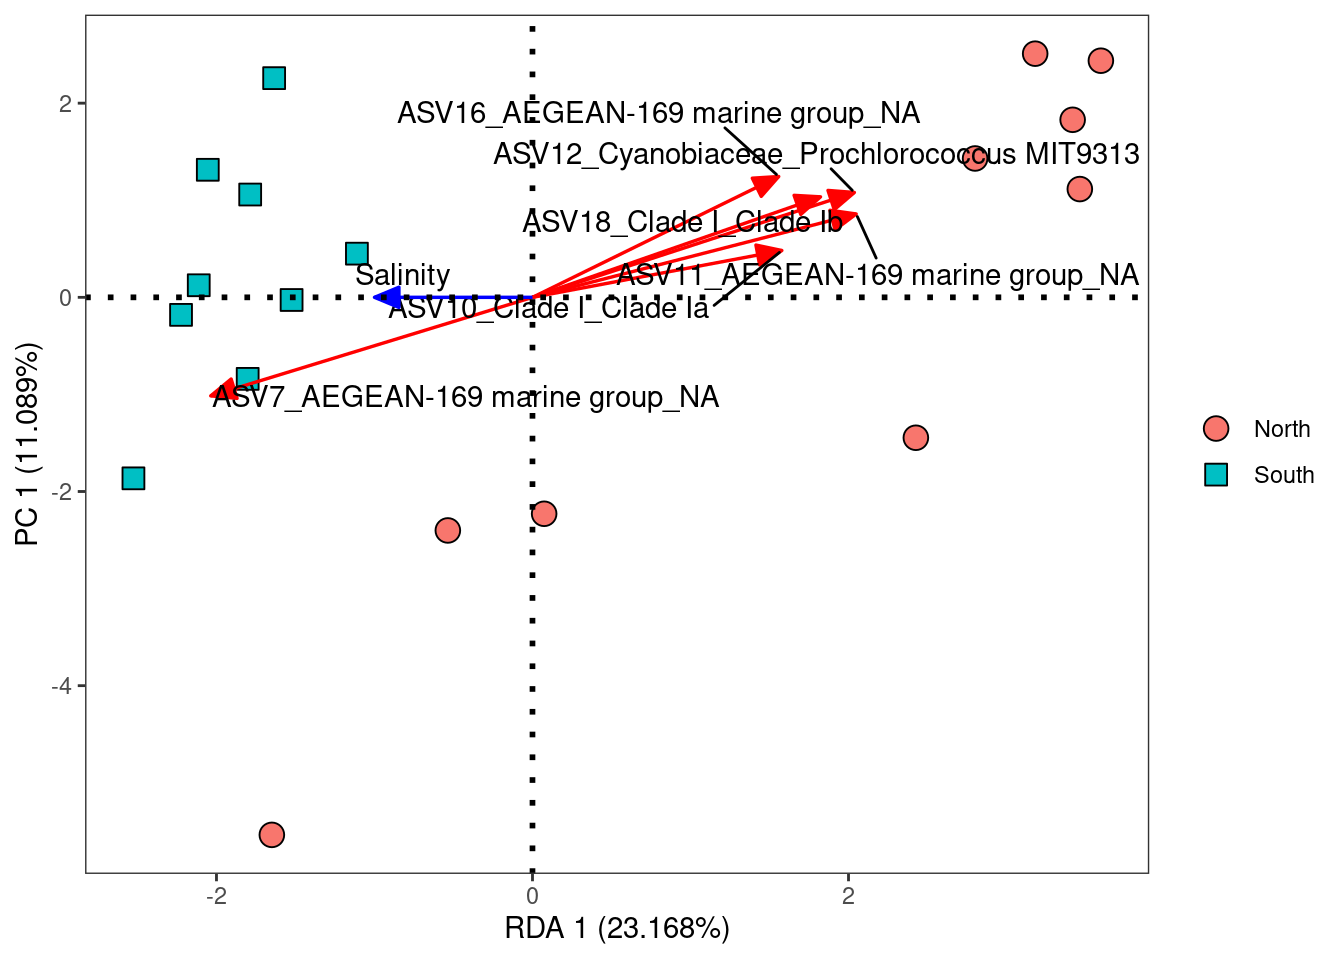 ASV16_AEGEAN-169 marine group_NA
ASV12_Cyanobiaceae_Prochlorococcus MIT9313
ASV18_Clade I_Clade Ib
Salinity
ASV11_AEGEAN-169 marine group_NA
ASV10_Clade I_Clade Ia
ASV7_AEGEAN-169 marine group_NA
2
0
-2
-4
PC 1 (11.089%)
-2
0
2
RDA 1 (23.168%)
North
South